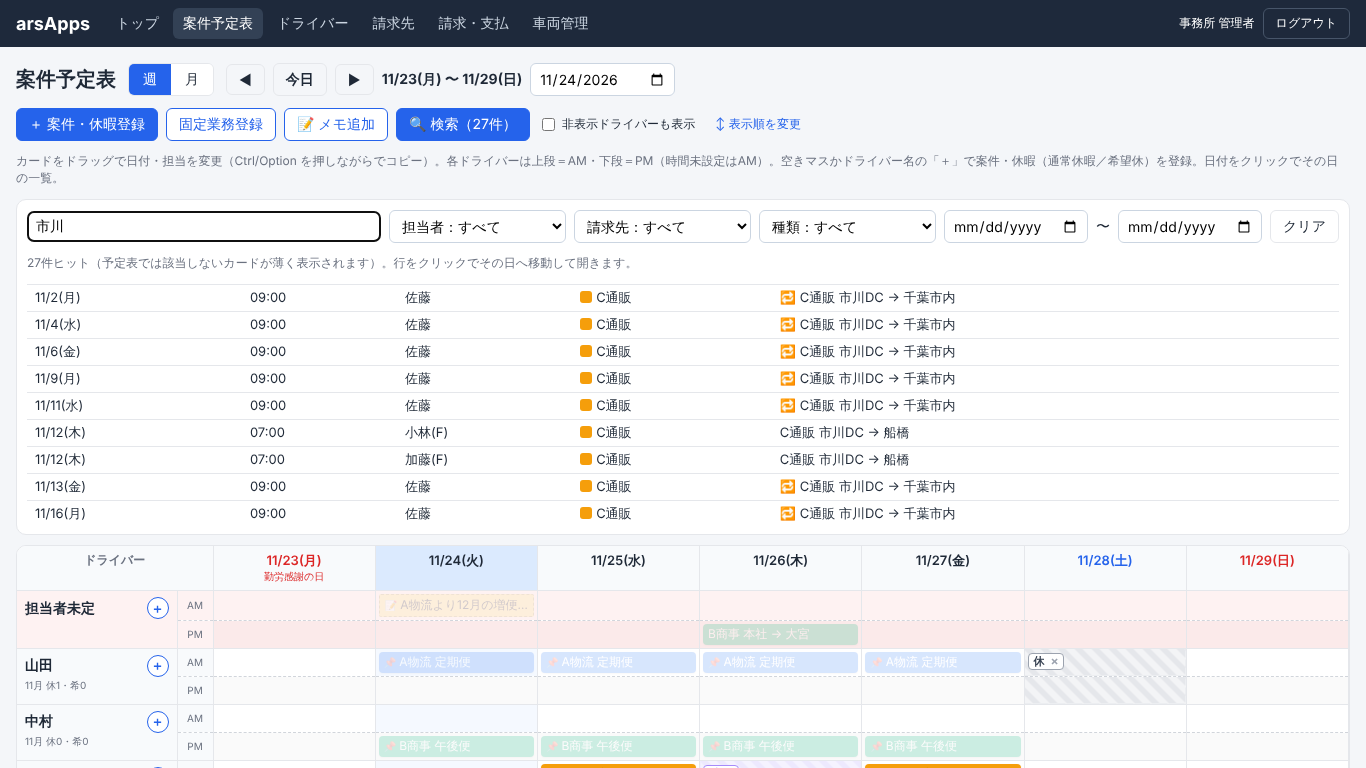 arsApps トップ 案件予定表 ドライバー 請求先 請求・支払 車両管理 事務所 管理者 ログアウト
案件予定表 週 月 ◀ 今日 ▶ 11/23(月) 〜 11/29(日) 11/24/2026
＋ 案件・休暇登録 固定業務登録 📝 メモ追加 🔍 検索（27件） 非表示ドライバーも表示 ↕ 表示順を変更
カードをドラッグで日付・担当を変更（Ctrl/Option を押しながらでコピー）。各ドライバーは上段＝AM・下段＝PM（時間未設定はAM）。空きマスかドライバー名の「＋」で案件・休暇（通常休暇／希望休）を登録。日付をクリックでその日
の一覧。
市川 担当者：すべて 請求先：すべて 種類：すべて mm/dd/yyyy 〜 mm/dd/yyyy クリア
27件ヒット（予定表では該当しないカードが薄く表示されます）。行をクリックでその日へ移動して開きます。
11/2(月) 09:00 佐藤 C通販 🔁 C通販 市川DC → 千葉市内
11/4(水) 09:00 佐藤 C通販 🔁 C通販 市川DC → 千葉市内
11/6(金) 09:00 佐藤 C通販 🔁 C通販 市川DC → 千葉市内
11/9(月) 09:00 佐藤 C通販 🔁 C通販 市川DC → 千葉市内
11/11(水) 09:00 佐藤 C通販 🔁 C通販 市川DC → 千葉市内
11/12(木) 07:00 小林(F) C通販 C通販 市川DC → 船橋
11/12(木) 07:00 加藤(F) C通販 C通販 市川DC → 船橋
11/13(金) 09:00 佐藤 C通販 🔁 C通販 市川DC → 千葉市内
11/16(月) 09:00 佐藤 C通販 🔁 C通販 市川DC → 千葉市内
ドライバー 11/23(月) 11/24(火) 11/25(水) 11/26(木) 11/27(金) 11/28(土) 11/29(日)
勤労感謝の日
担当者未定 + AM 📝 A物流より12月の増便…
PM B商事 本社 → 大宮
山田 + AM A物流 定期便 A物流 定期便 A物流 定期便 A物流 定期便 休 ×
11月 休1・希0 PM
中村 + AM
11月 休0・希0 PM B商事 午後便 B商事 午後便 B商事 午後便 B商事 午後便